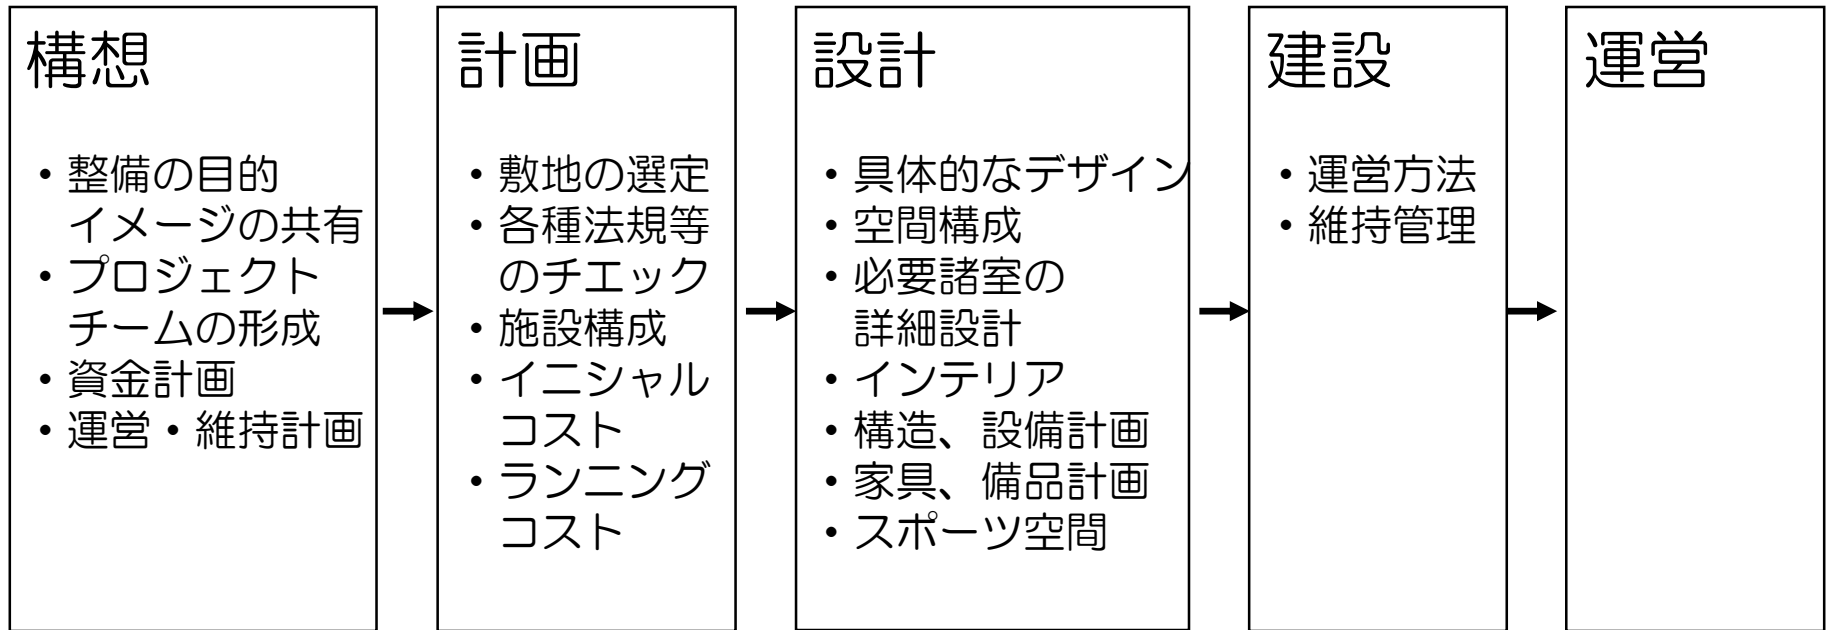 構想
・整備の目的
イメージの共有
・プロジェクト
チームの形成
・資金計画
・運営・維持計画
計画
・敷地の選定
・各種法規等
のチエック
・施設構成
・イニシャル
コスト
・ランニング
コスト
設計
・具体的なデザイン
・空間構成
・必要諸室の
詳細設計
・インテリア
・構造、設備計画
・家具、備品計画
・スポーツ空間
建設
・運営方法
・維持管理
運営